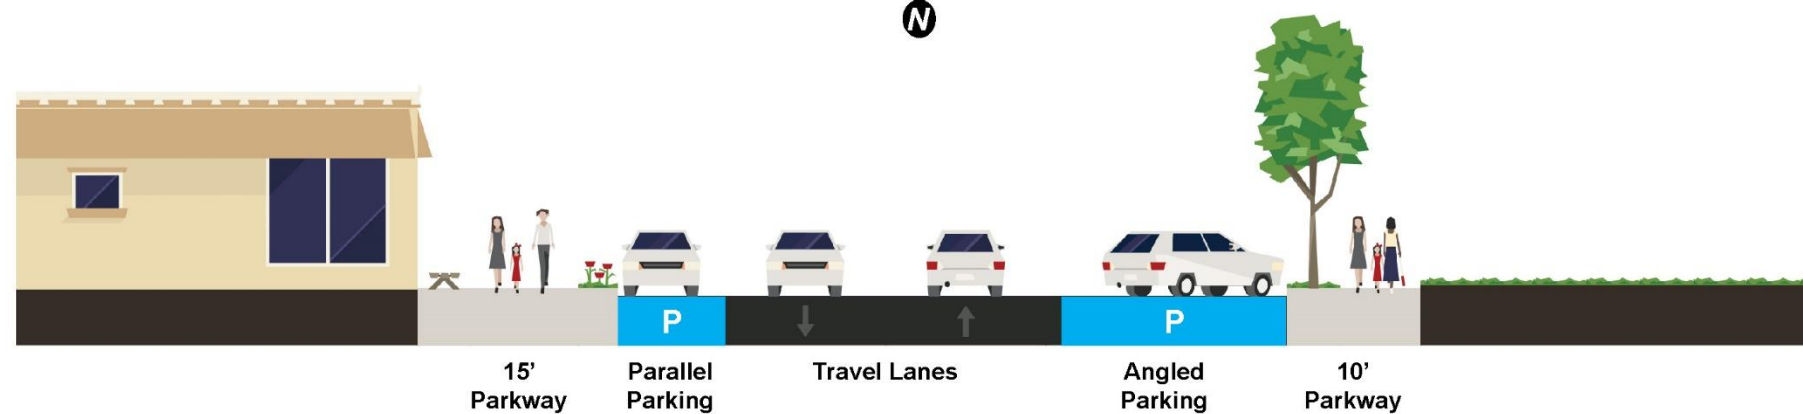 N
P
P
15’
Parkway
Parallel
Parking
Travel Lanes
Angled
Parking
10’
Parkway